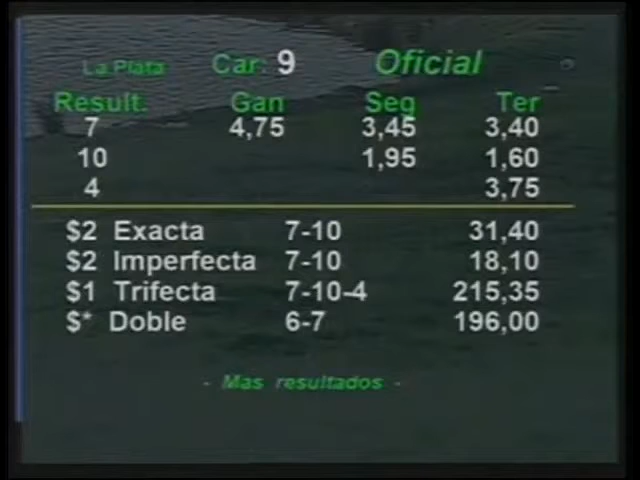 La Plata Car: 9 Oficial
Result. Gan Seg Ter
7 4,75 3,45 3,40
10 1,95 1,60
4 3,75
$2 Exacta 7-10 31,40
$2 Imperfecta 7-10 18,10
$1 Trifecta 7-10-4 215,35
$* Doble 6-7 196,00
- Mas resultados -